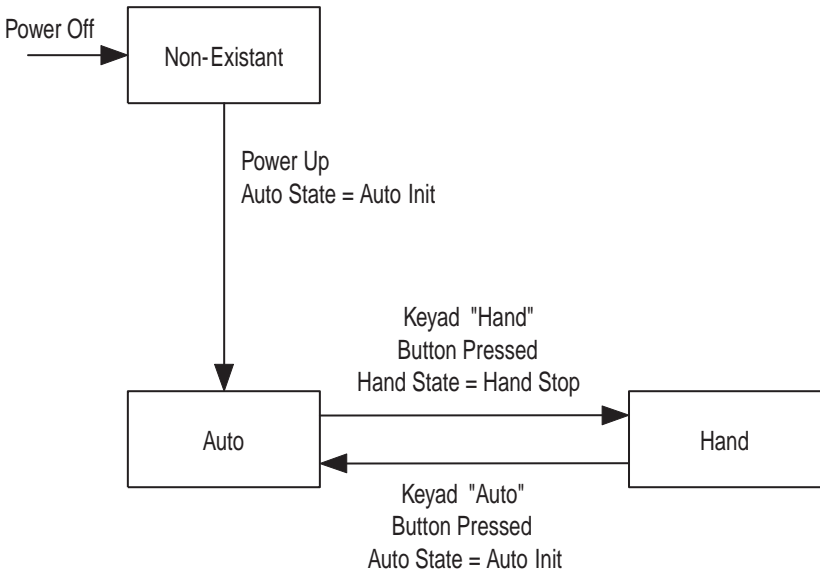 Power Off
Non-Existant
Power Up
Auto State = Auto Init
Keyad "Hand"
Button Pressed
Hand State = Hand Stop
Auto
Hand
Keyad "Auto"
Button Pressed
Auto State = Auto Init